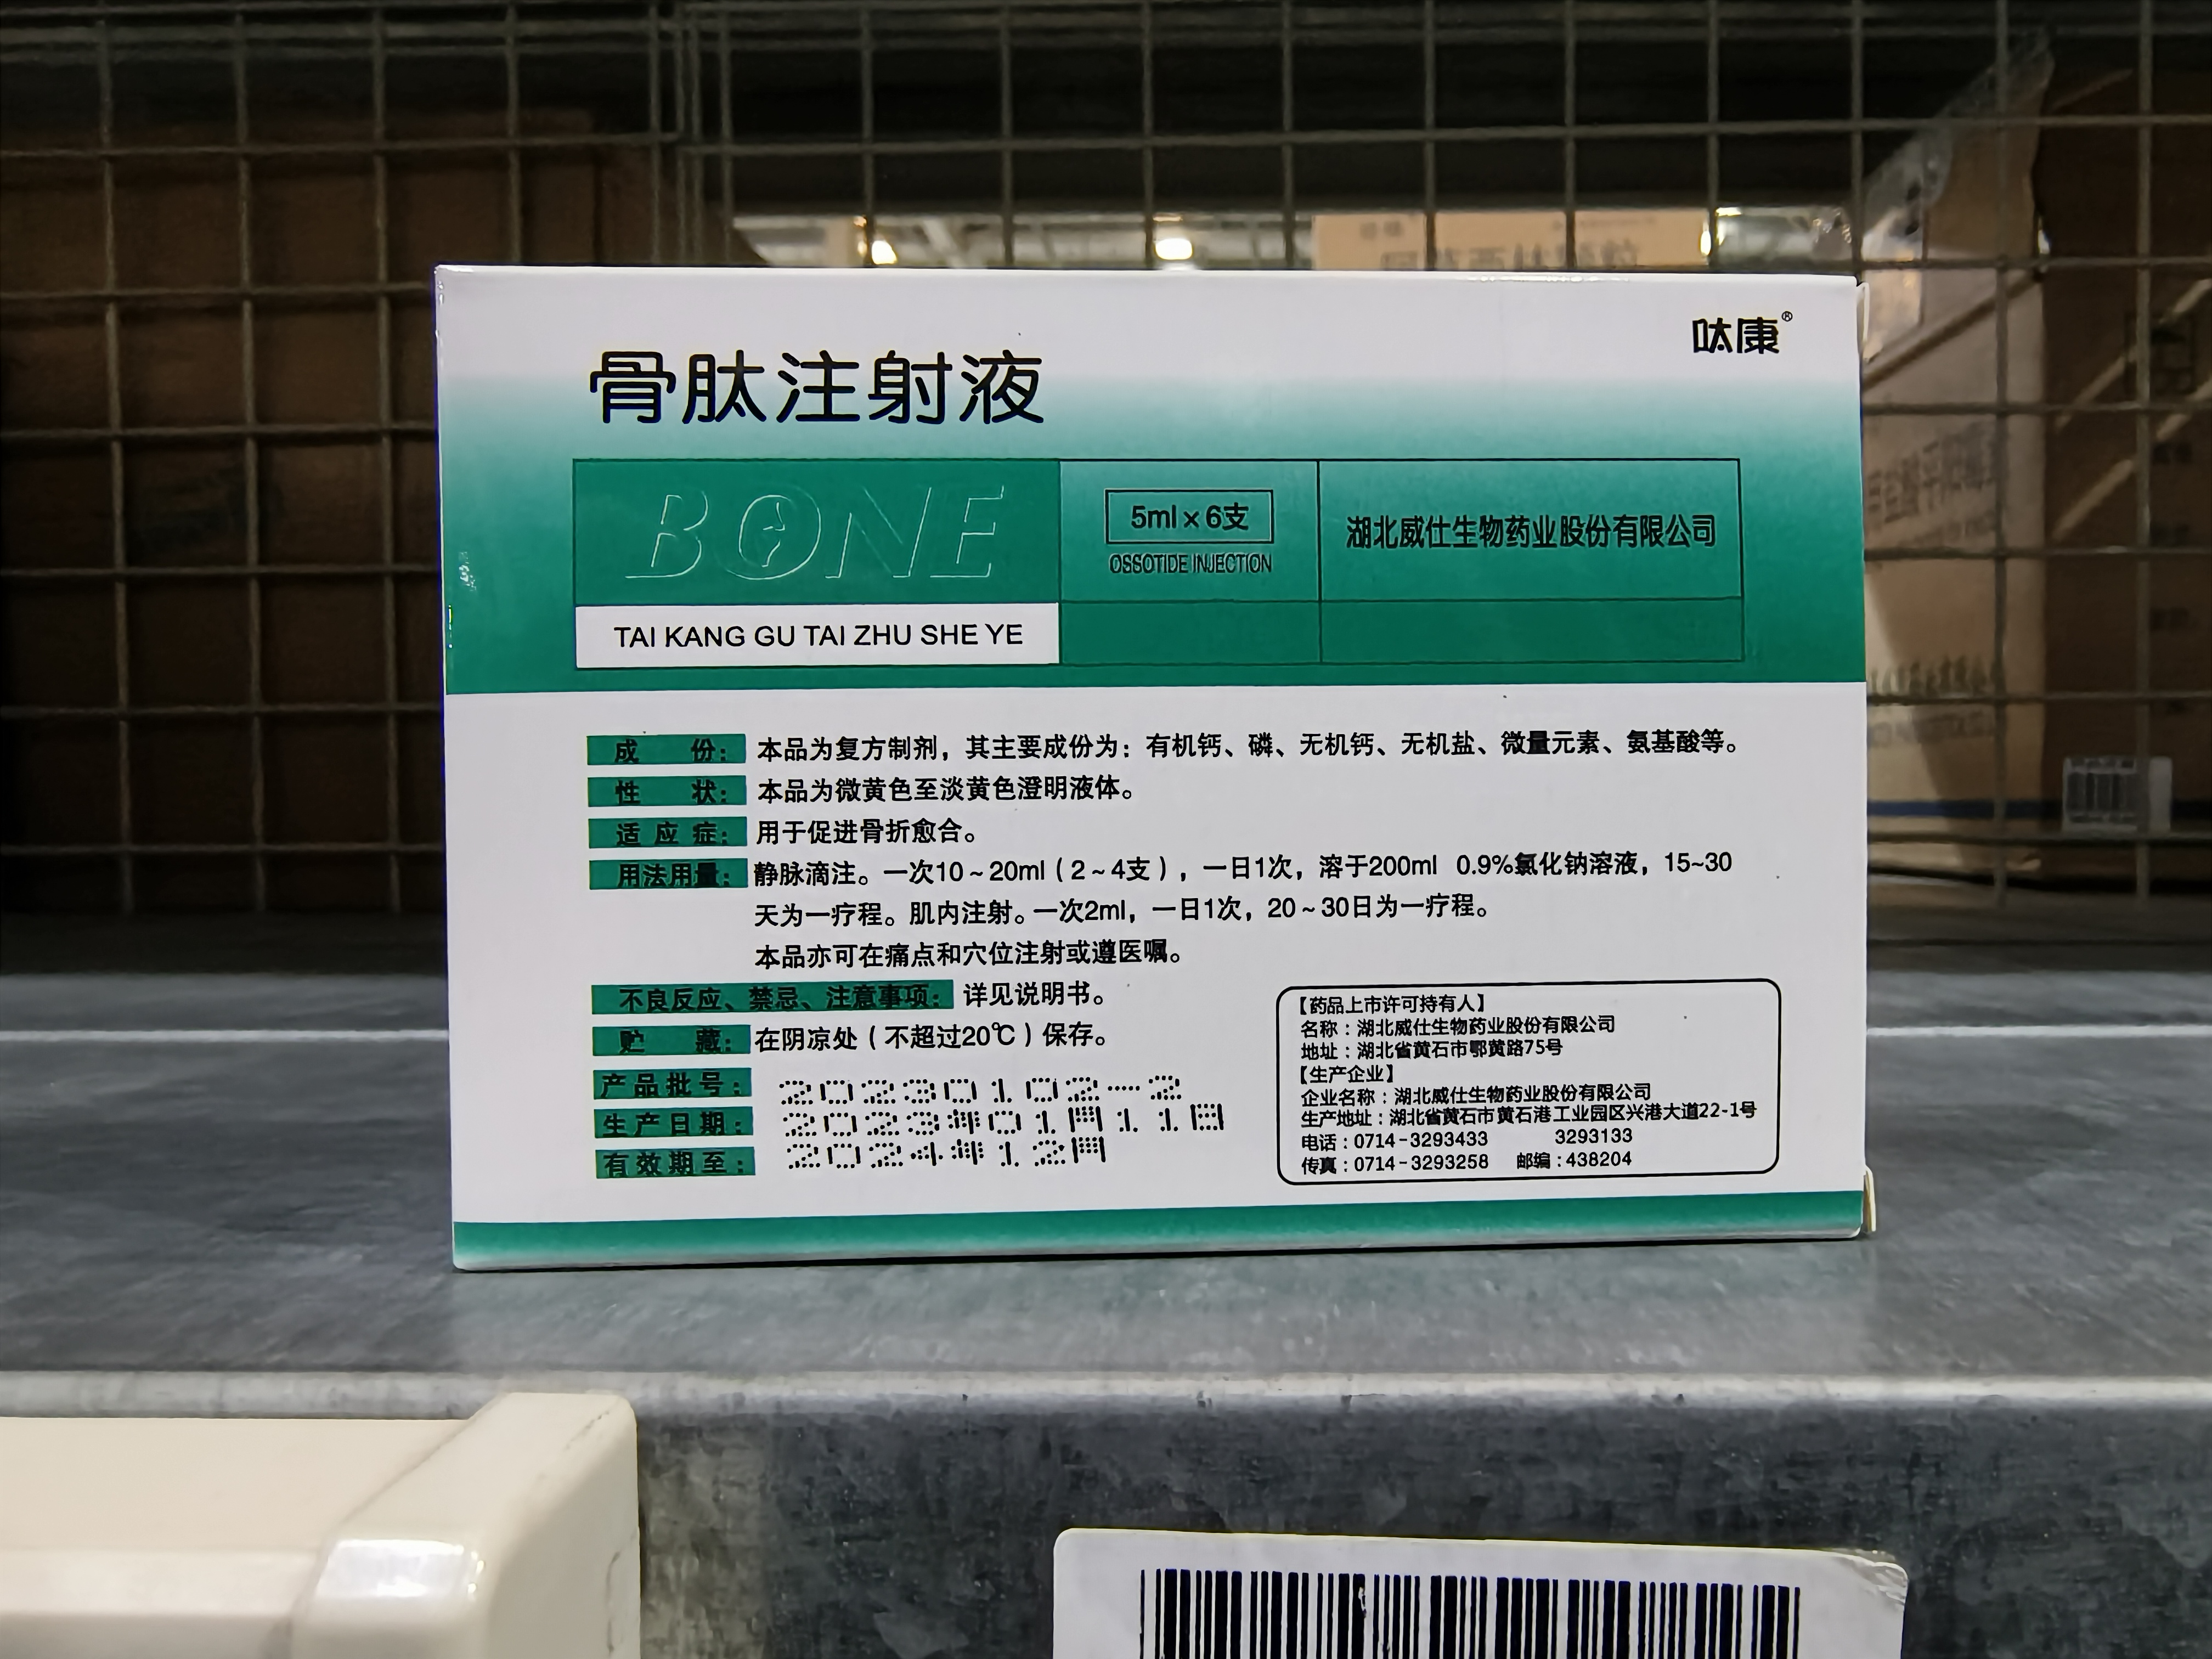 呔康®
骨肽注射液
BONE
5ml×6支
OSSOTIDE INJECTION
湖北威仕生物药业股份有限公司
TAI KANG GU TAI ZHU SHE YE
成 份: 本品为复方制剂，其主要成份为：有机钙、磷、无机钙、无机盐、微量元素、氨基酸等。
性 状: 本品为微黄色至淡黄色澄明液体。
适 应 症: 用于促进骨折愈合。
用法用量: 静脉滴注。一次10～20ml（2～4支），一日1次，溶于200ml 0.9%氯化钠溶液，15~30
天为一疗程。肌内注射。一次2ml，一日1次，20～30日为一疗程。
本品亦可在痛点和穴位注射或遵医嘱。
不良反应、禁忌、注意事项: 详见说明书。
贮 藏: 在阴凉处（不超过20℃）保存。
产品批号: 20230102-2
生产日期: 2023年01月11日
有效期至: 2024年12月
【药品上市许可持有人】
名称：湖北威仕生物药业股份有限公司
地址：湖北省黄石市鄂黄路75号
【生产企业】
企业名称：湖北威仕生物药业股份有限公司
生产地址：湖北省黄石市黄石港工业园区兴港大道22-1号
电话：0714-3293433 3293133
传真：0714-3293258 邮编：438204